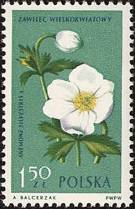 ZAWILEC WIELKOKWIATOWY
ANEMONE SILVESTRIS L.
1,50
ZŁ
POLSKA
A BALCERZAK
PWPW